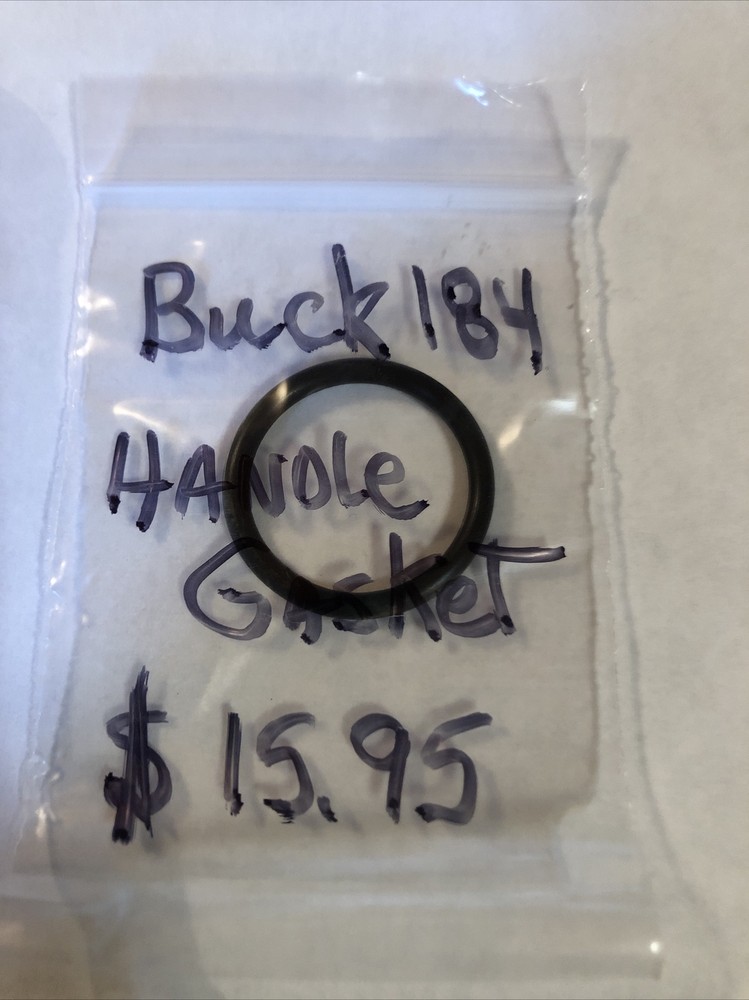 Buck 184
HANDLe
GasKeT
$ 15.95